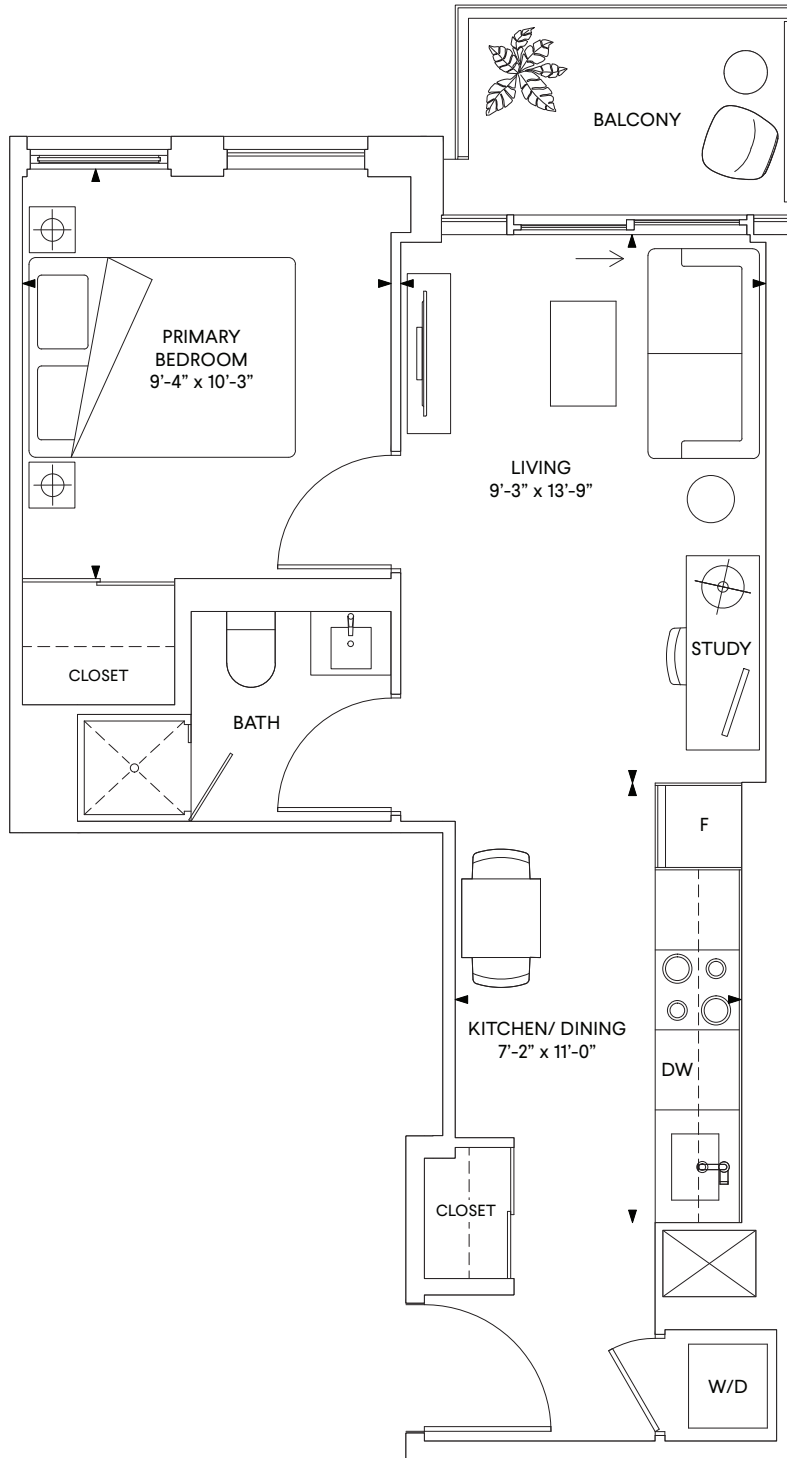 BALCONY
PRIMARY
BEDROOM
9’-4” x 10’-3”
LIVING
9’-3” x 13’-9”
STUDY
CLOSET
BATH
F
KITCHEN/ DINING
7’-2” x 11’-0”
DW
CLOSET
W/D